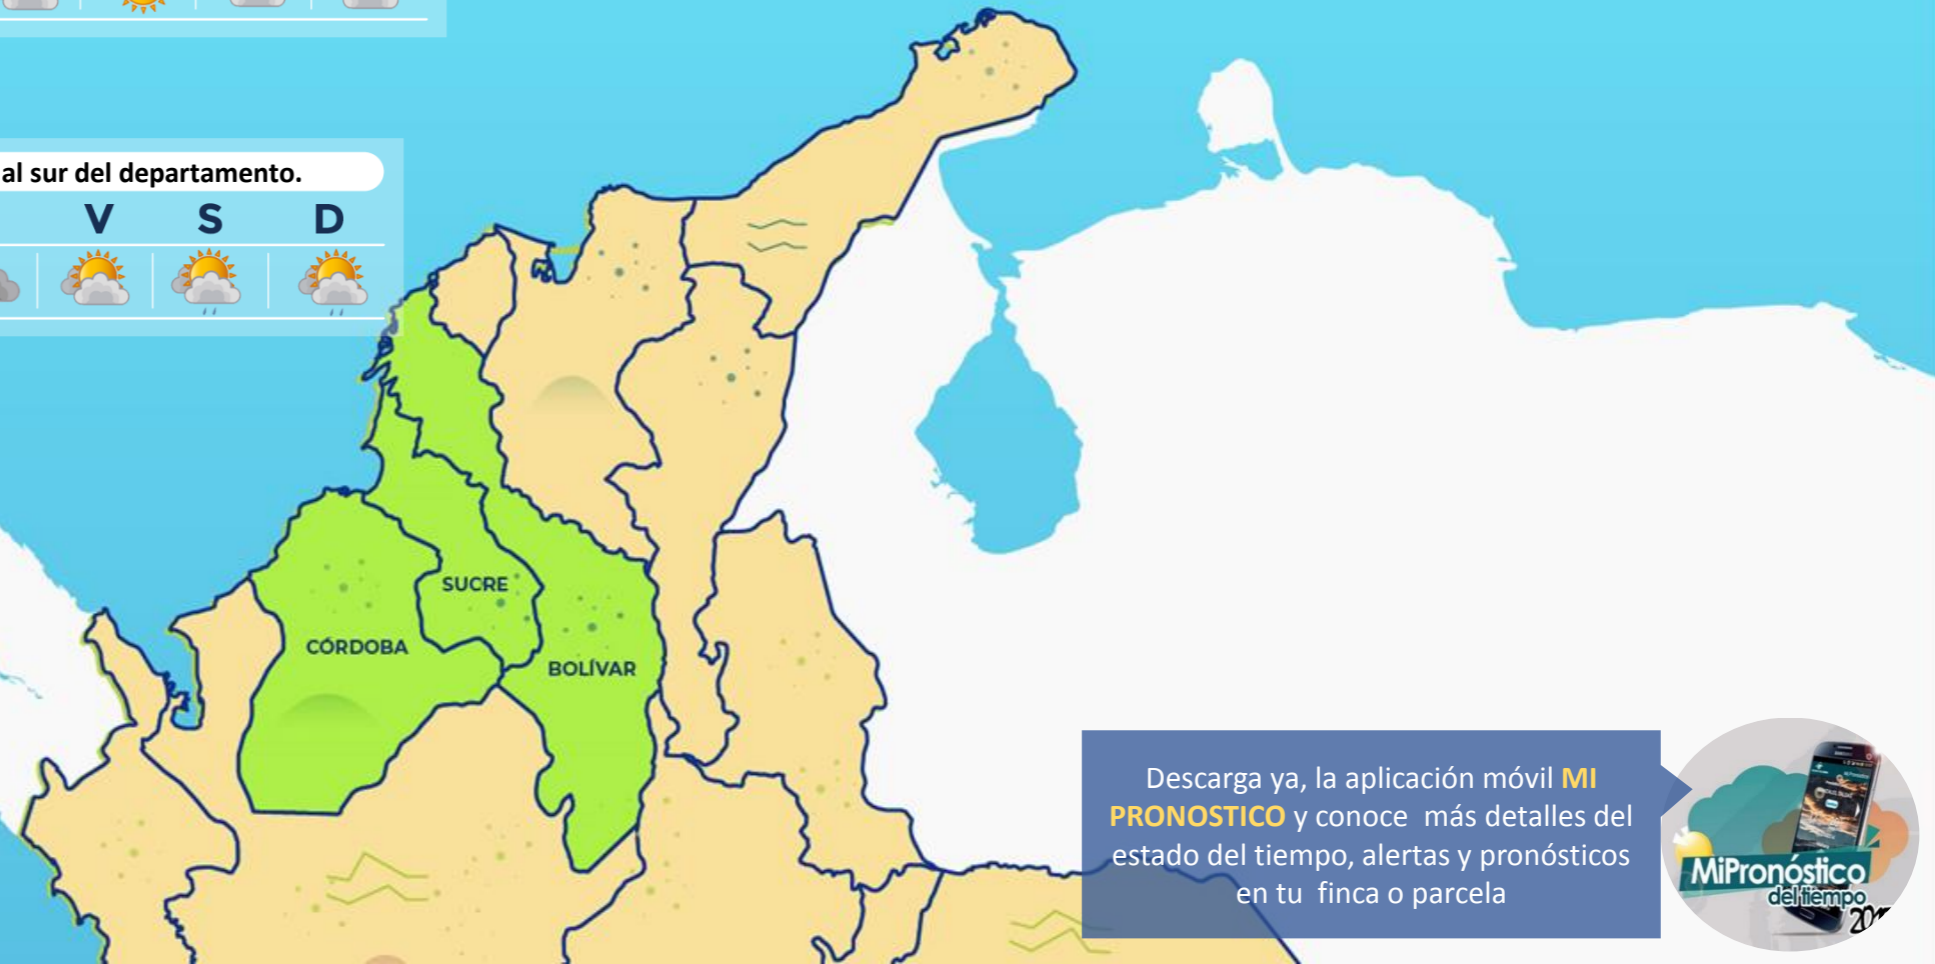 al sur del departamento.
V S D
SUCRE
CÓRDOBA
BOLÍVAR
Descarga ya, la aplicación móvil MI
PRONOSTICO y conoce más detalles del
estado del tiempo, alertas y pronósticos
en tu finca o parcela
MiPronóstico
del tiempo